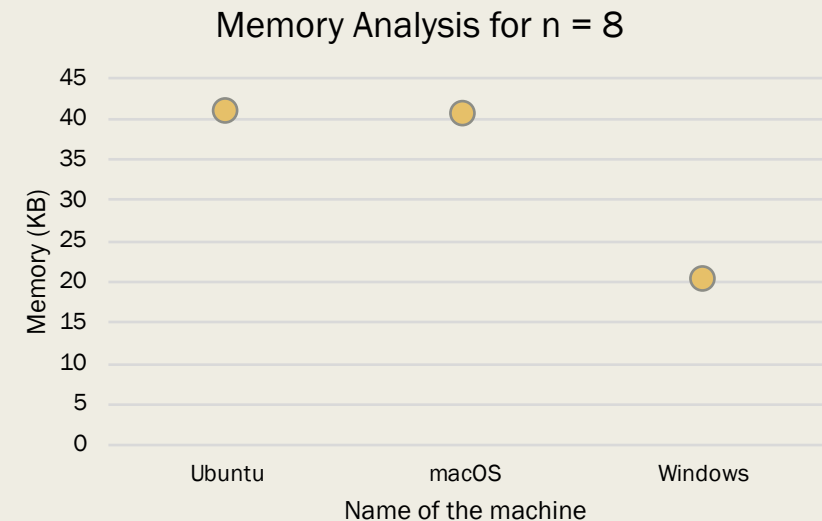 Memory Analysis for n = 8
45
40
35
30
25
20
15
10
5
0
Memory (KB)
Ubuntu macOS Windows
Name of the machine